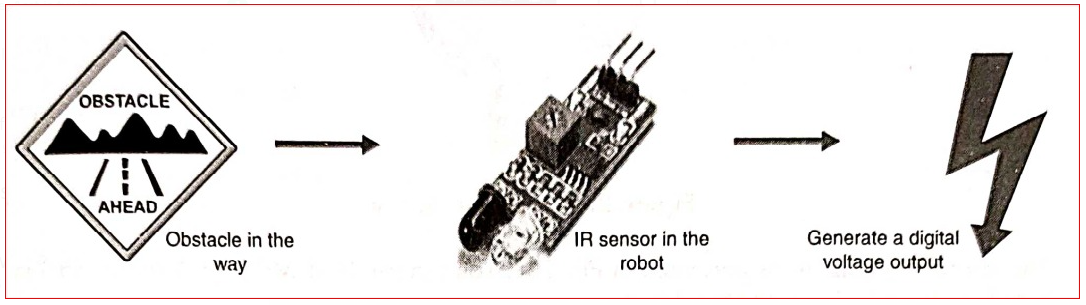 OBSTACLE
AHEAD
Obstacle in the
way
IR sensor in the
robot
Generate a digital
voltage output